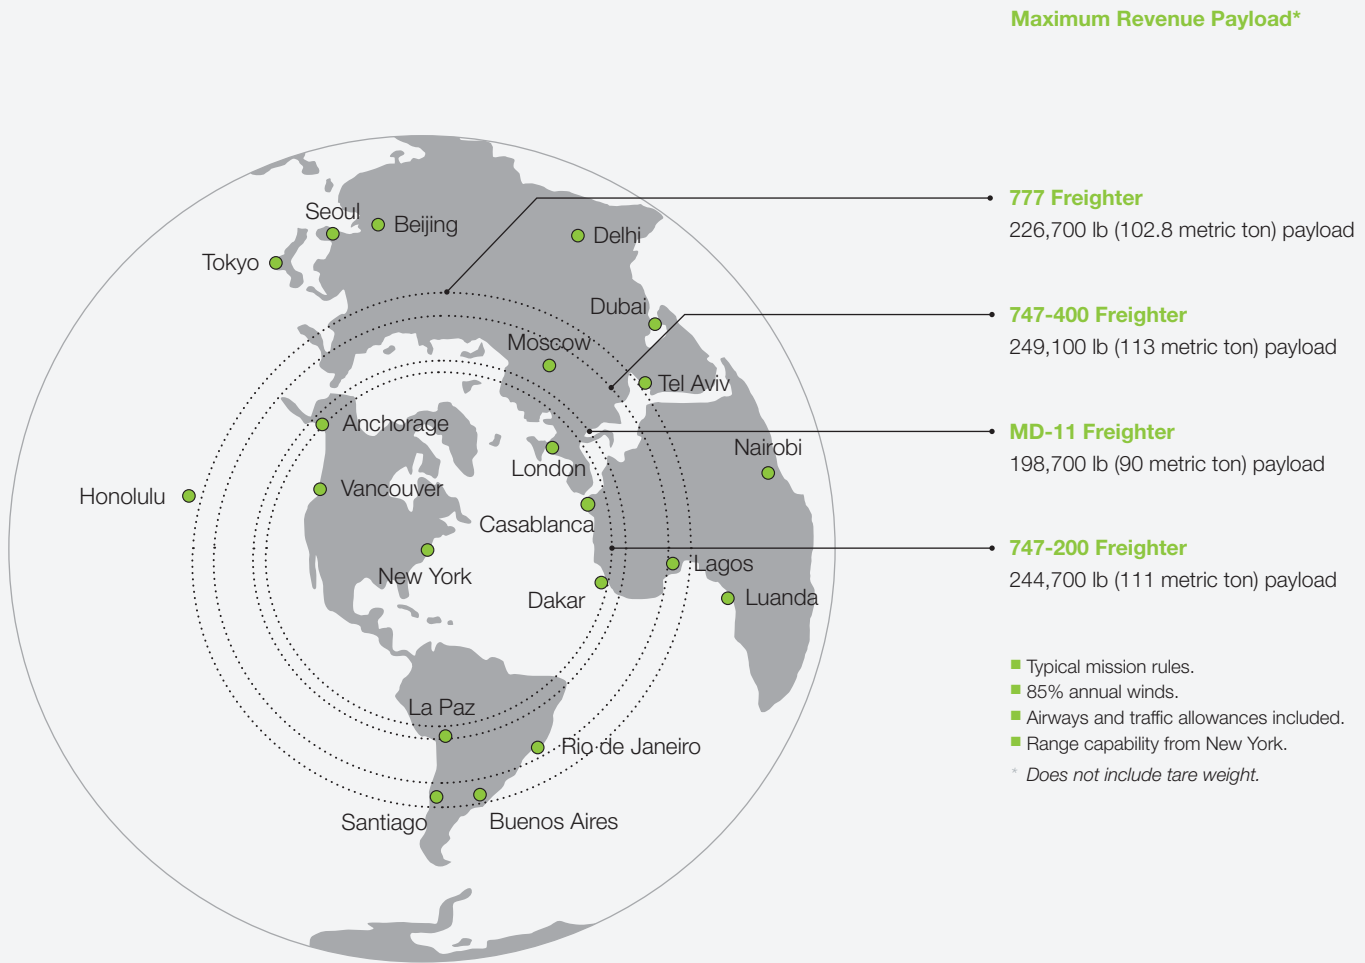 Maximum Revenue Payload*
Seoul
Beijing
Delhi
Tokyo
777 Freighter
226,700 lb (102.8 metric ton) payload
Dubai
747-400 Freighter
249,100 lb (113 metric ton) payload
Moscow
Tel Aviv
Anchorage
MD-11 Freighter
198,700 lb (90 metric ton) payload
Nairobi
London
Vancouver
Honolulu
Casablanca
747-200 Freighter
244,700 lb (111 metric ton) payload
New York
Lagos
Dakar
Luanda
La Paz
Rio de Janeiro
Santiago
Buenos Aires
■ Typical mission rules.
■ 85% annual winds.
■ Airways and traffic allowances included.
■ Range capability from New York.
* Does not include tare weight.